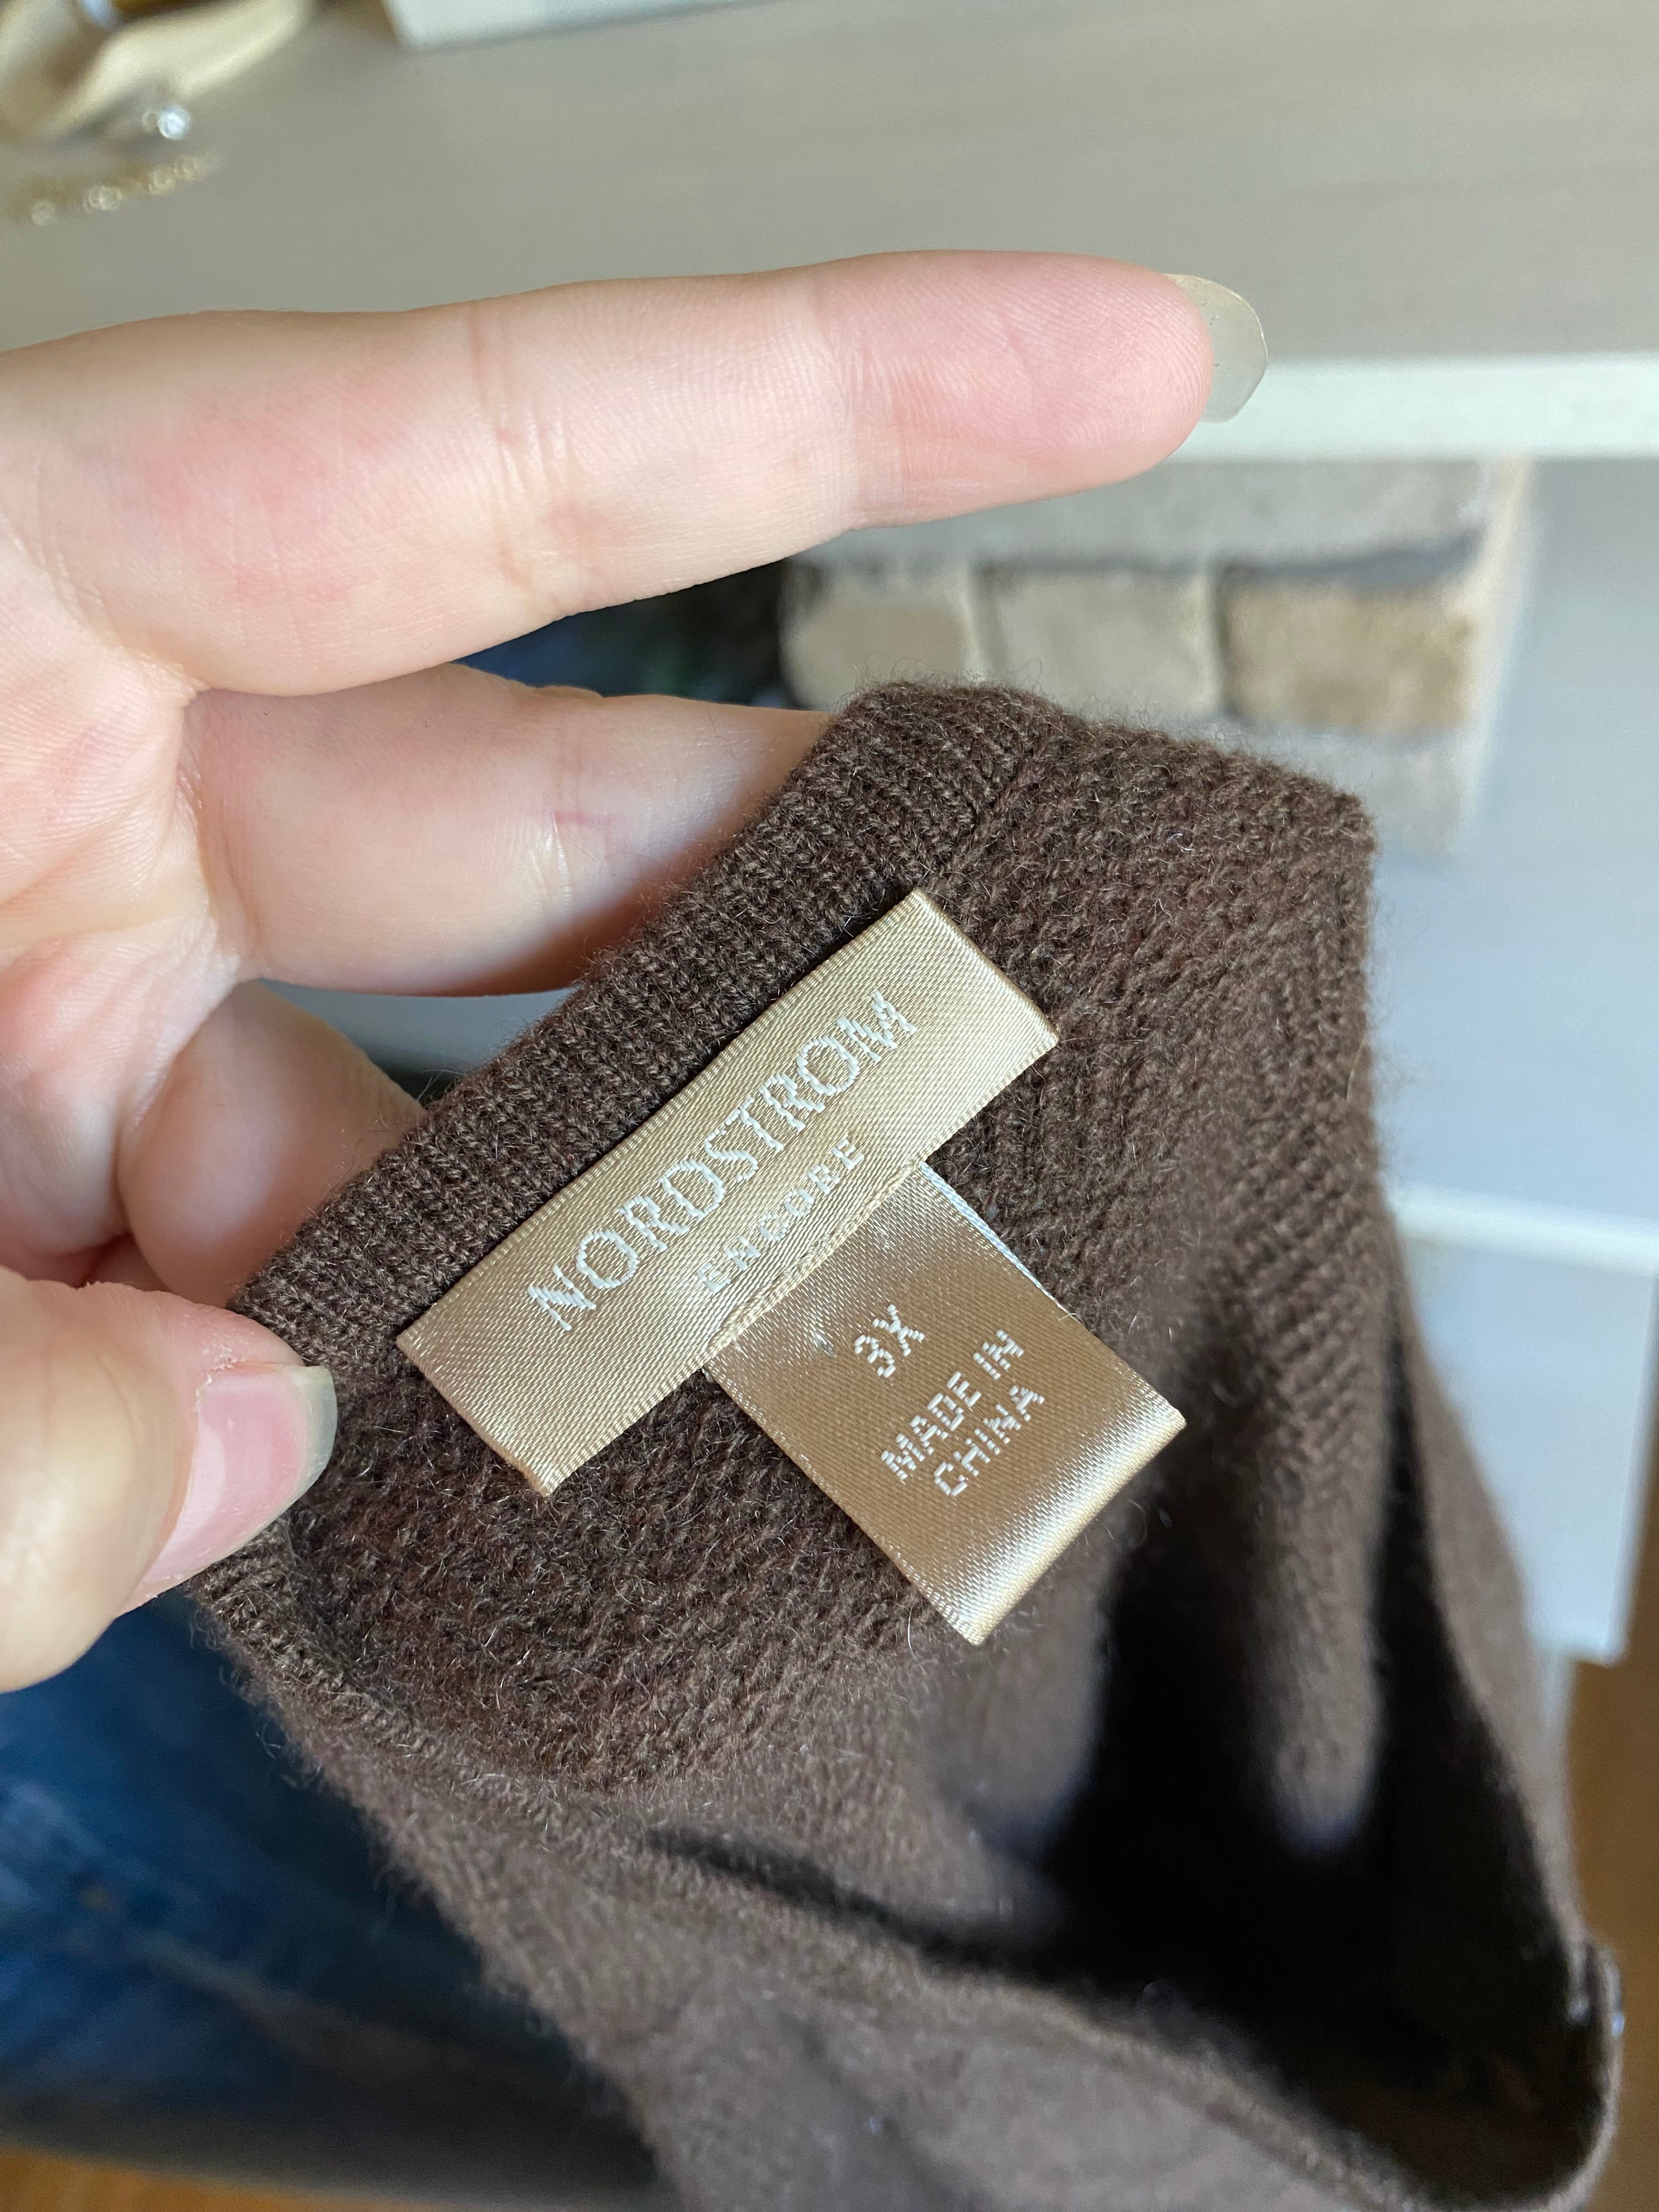 NORDSTROM
ENCORE
3X
MADE IN
CHINA